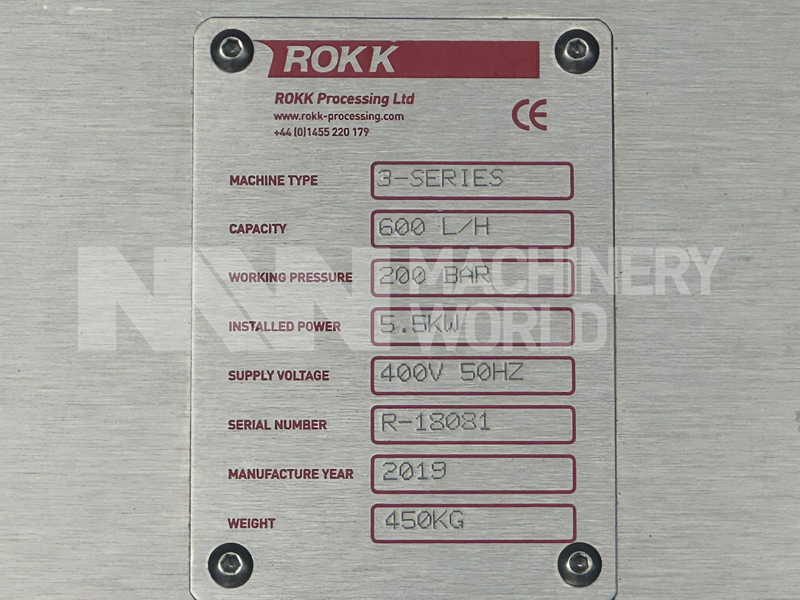 ROKK
ROKK Processing Ltd
www.rokk-processing.com
+44 (0)1455 220 179
CE
MACHINE TYPE 3-SERIES
CAPACITY 600 L/H
WORKING PRESSURE 200 BAR
INSTALLED POWER 5.5KW
SUPPLY VOLTAGE 400V 50HZ
SERIAL NUMBER R-18081
MANUFACTURE YEAR 2019
WEIGHT 450KG
MW MACHINERY
WORLD